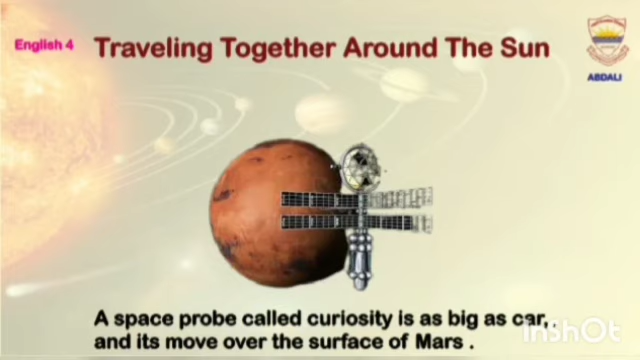 English 4
Traveling Together Around The Sun
ABDALI
A space probe called curiosity is as big as car,
and its move over the surface of Mars .
InShOt